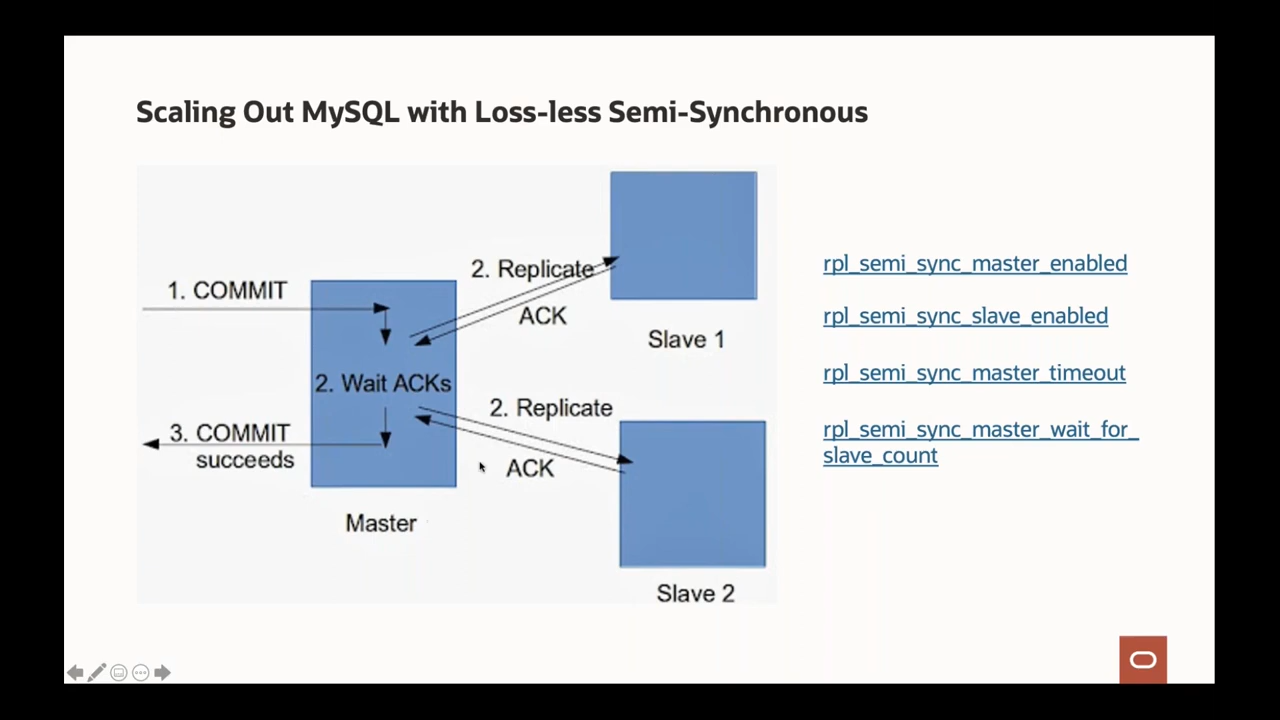 Scaling Out MySQL with Loss-less Semi-Synchronous
1. COMMIT
2. Wait ACKs
3. COMMIT
succeeds
Master
2. Replicate
ACK
Slave 1
2. Replicate
ACK
Slave 2
rpl_semi_sync_master_enabled
rpl_semi_sync_slave_enabled
rpl_semi_sync_master_timeout
rpl_semi_sync_master_wait_for_
slave_count